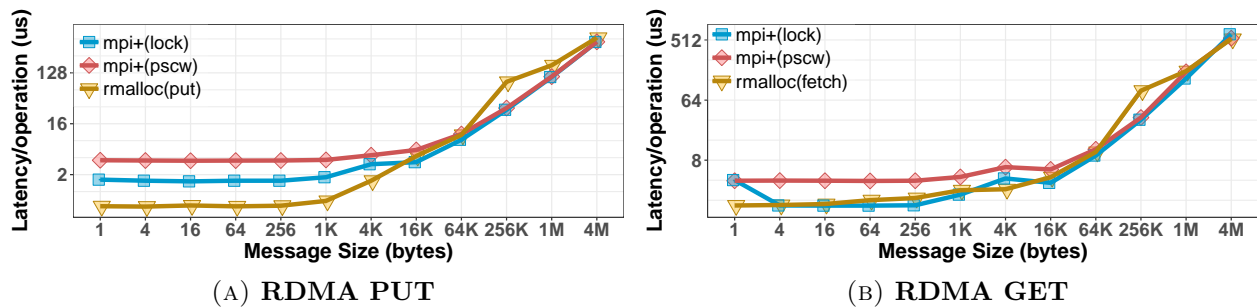 Latency/operation (us)
mpi+(lock)
mpi+(pscw)
rmalloc(put)
128
16
2
1 4 16 64 256 1K 4K 16K 64K 256K 1M 4M
Message Size (bytes)
(A) RDMA PUT
Latency/operation (us)
mpi+(lock)
mpi+(pscw)
rmalloc(fetch)
512
64
8
1 4 16 64 256 1K 4K 16K 64K 256K 1M 4M
Message Size (bytes)
(B) RDMA GET